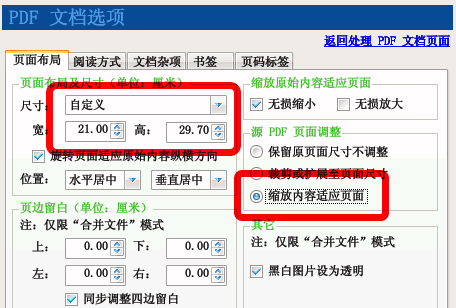 PDF 文档选项
返回处理 PDF 文档页面
页面布局 阅读方式 文档杂项 书签 页码标签
页面布局及尺寸（单位：厘米）
尺寸： 自定义
宽： 21.00 高： 29.70
旋转页面适应原始内容纵横方向
位置： 水平居中 垂直居中
页边留白（单位：厘米）
注：仅限“合并文件”模式
上： 0.00 下： 0.00
左： 0.00 右： 0.00
同步调整四边留白
缩放原始内容适应页面
无损缩小 无损放大
源 PDF 页面调整
保留原页面尺寸不调整
裁剪或扩展至页面尺寸
缩放内容适应页面
其它
注：仅限“合并文件”模式
黑白图片设为透明